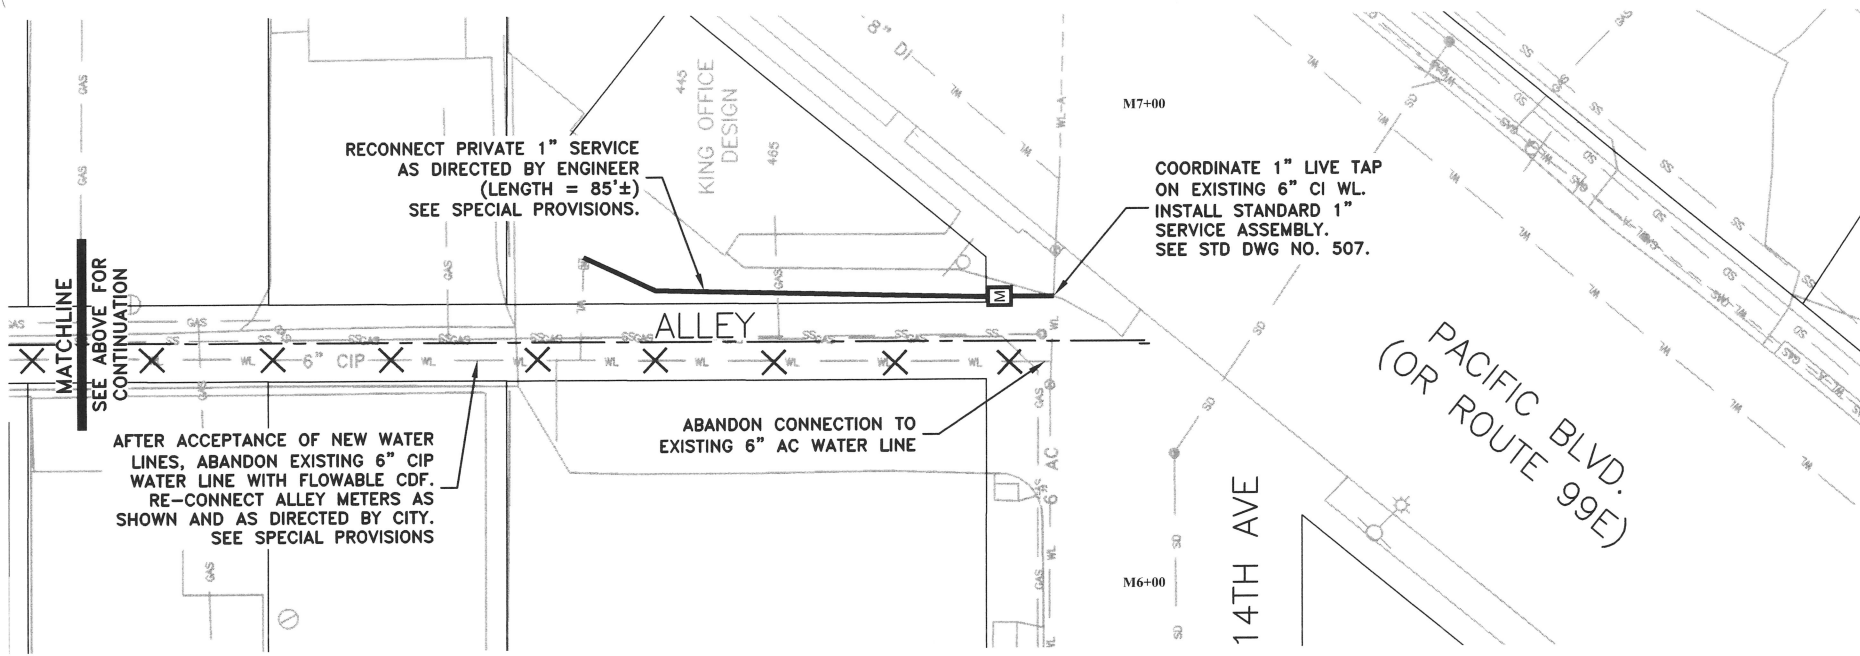 8" DI
445
KING OFFICE
DESIGN
465
M7+00
RECONNECT PRIVATE 1" SERVICE
AS DIRECTED BY ENGINEER
(LENGTH = 85'±)
SEE SPECIAL PROVISIONS.
COORDINATE 1" LIVE TAP
ON EXISTING 6" CI WL.
INSTALL STANDARD 1"
SERVICE ASSEMBLY.
SEE STD DWG NO. 507.
MATCHLINE
SEE ABOVE FOR
CONTINUATION
M
ALLEY
6" CIP
GAS
WL
SS
SD
WL-A
PACIFIC BLVD.
(OR ROUTE 99E)
ABANDON CONNECTION TO
EXISTING 6" AC WATER LINE
AFTER ACCEPTANCE OF NEW WATER
LINES, ABANDON EXISTING 6" CIP
WATER LINE WITH FLOWABLE CDF.
RE-CONNECT ALLEY METERS AS
SHOWN AND AS DIRECTED BY CITY.
SEE SPECIAL PROVISIONS
6" AC
14TH AVE
M6+00